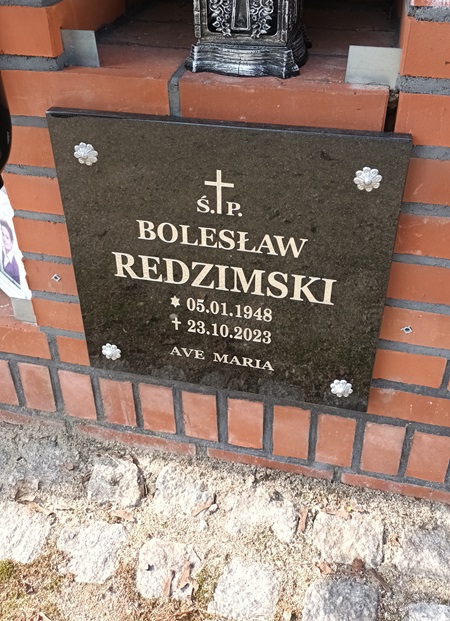 Ś. P.
BOLESŁAW
REDZIMSKI
✡ 05.01.1948
✝ 23.10.2023
AVE MARIA